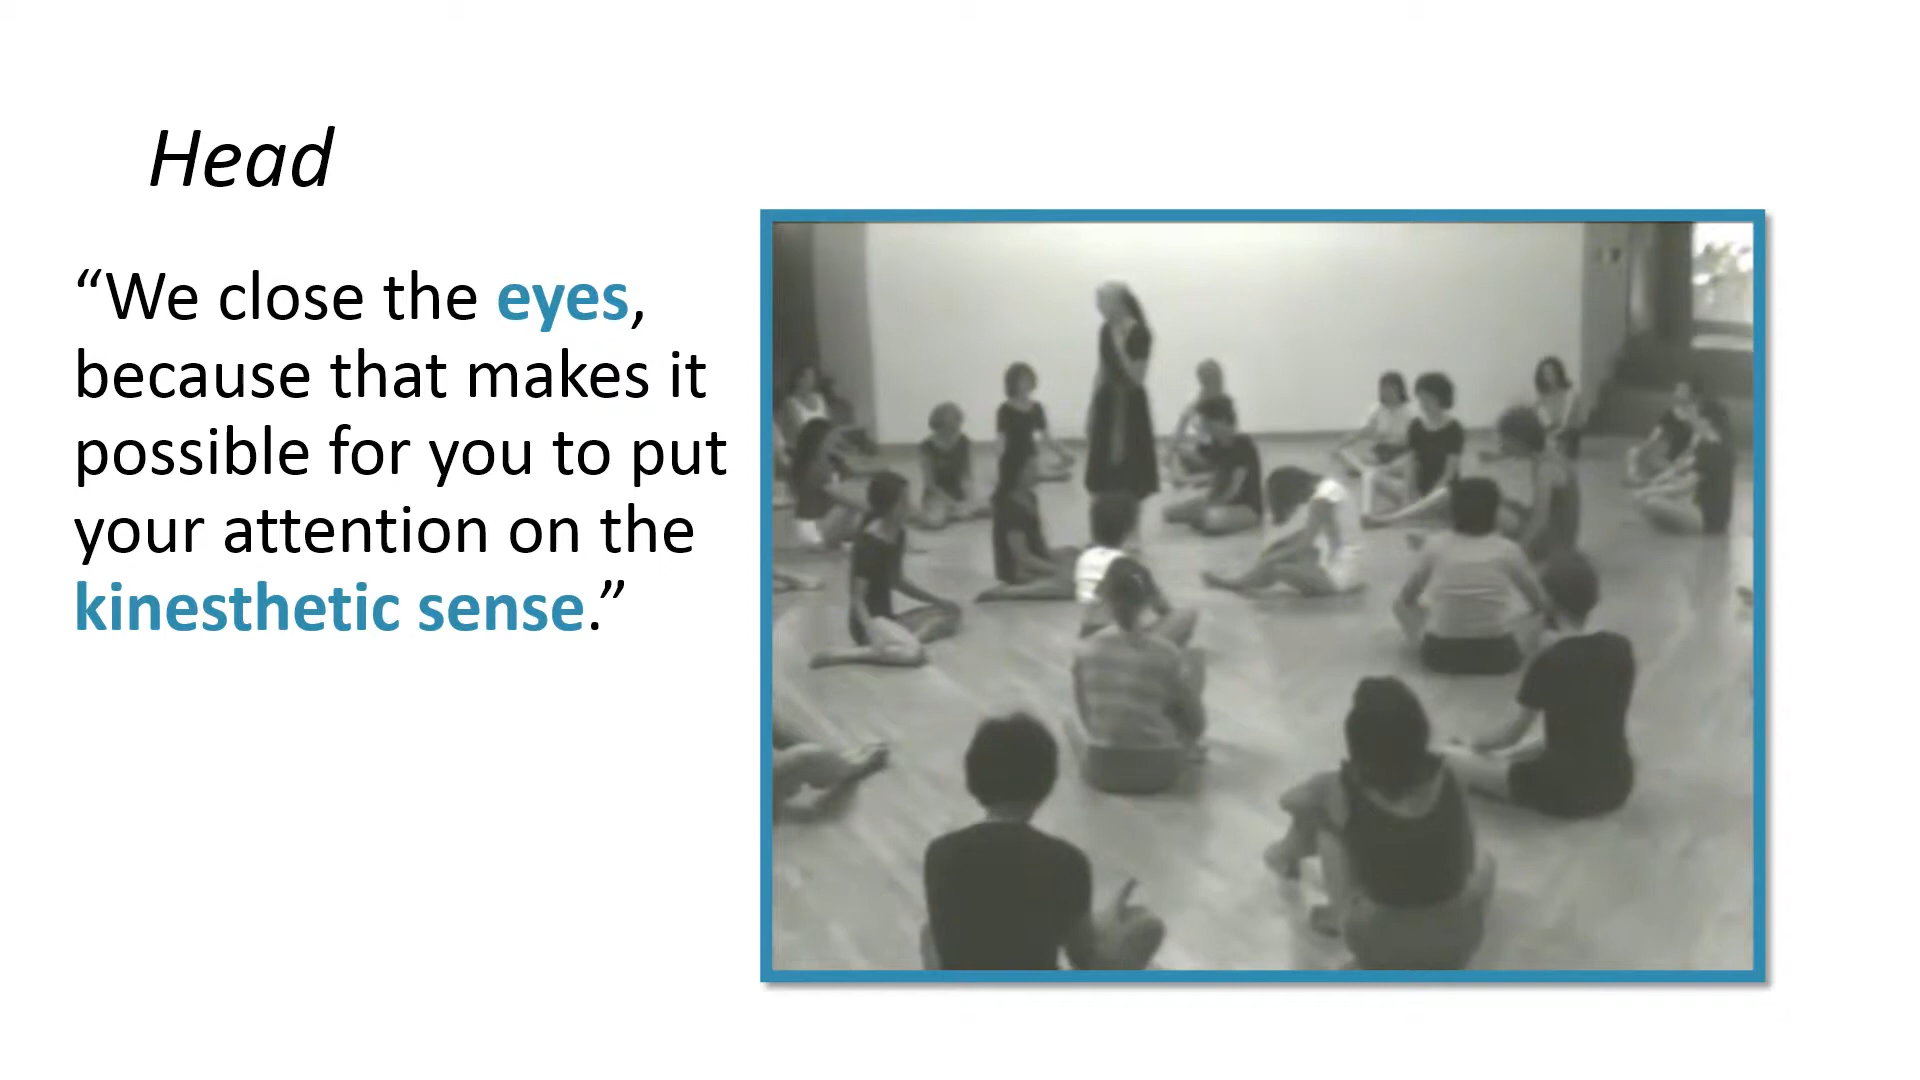 Head
“We close the eyes,
because that makes it
possible for you to put
your attention on the
kinesthetic sense.”